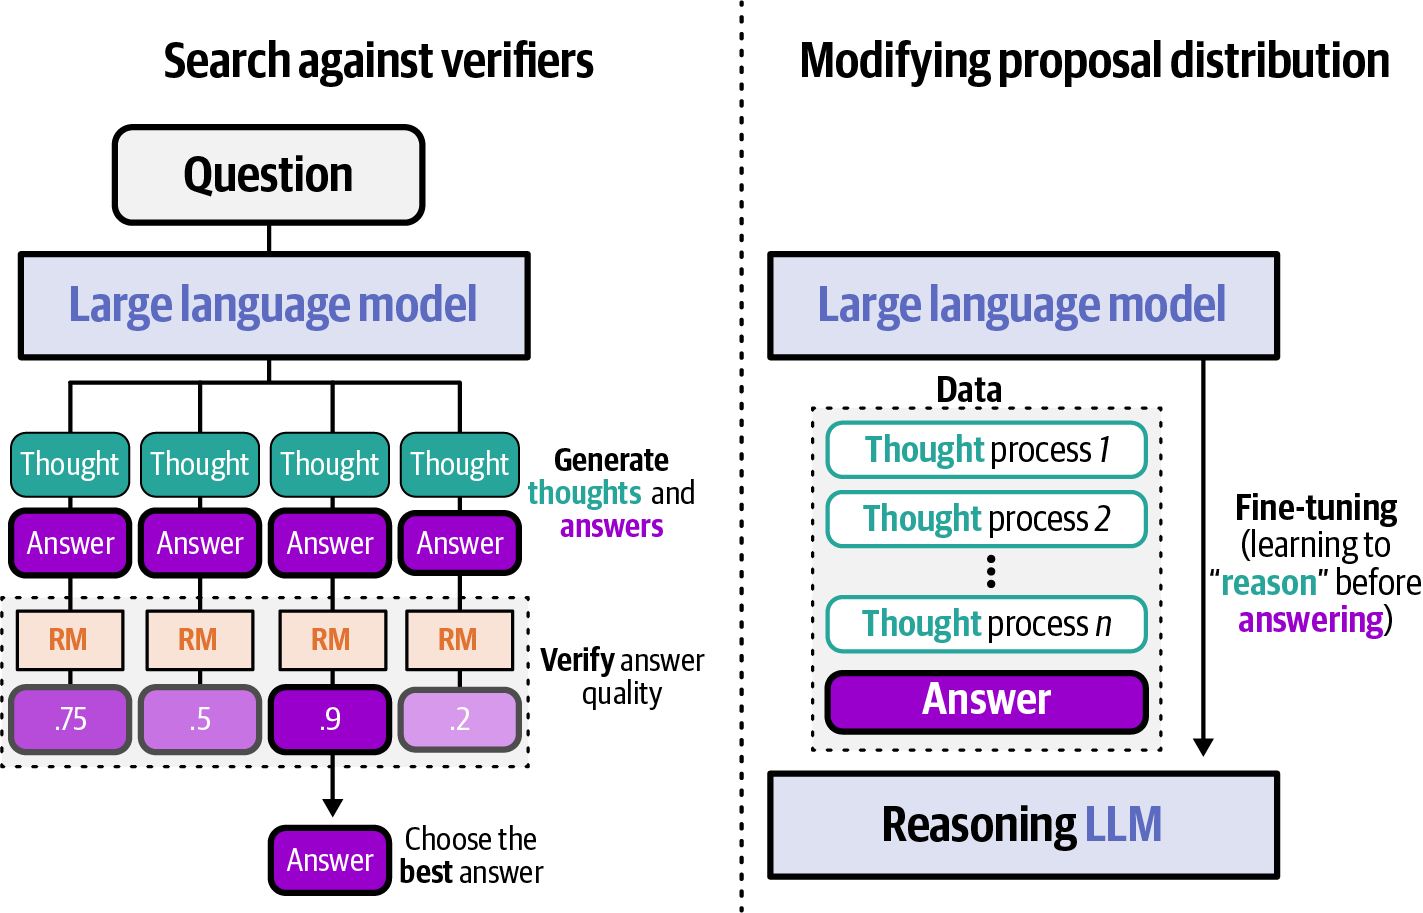 Search against verifiers
Question
Large language model
Thought Thought Thought Thought
Answer Answer Answer Answer
Generate
thoughts and
answers
RM RM RM RM
.75 .5 .9 .2
Verify answer
quality
Answer
Choose the
best answer
Modifying proposal distribution
Large language model
Data
Thought process 1
Thought process 2
Thought process n
Answer
Fine-tuning
(learning to
“reason” before
answering)
Reasoning LLM